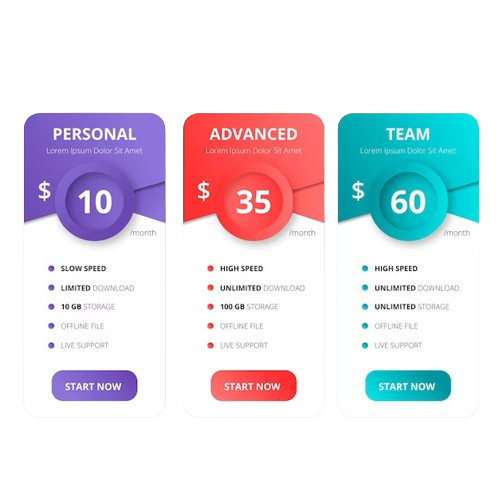 PERSONAL
Lorem Ipsum Dolor Sit Amet
$ 10
/month
SLOW SPEED
LIMITED DOWNLOAD
10 GB STORAGE
OFFLINE FILE
LIVE SUPPORT
START NOW
ADVANCED
Lorem Ipsum Dolor Sit Amet
$ 35
/month
HIGH SPEED
UNLIMITED DOWNLOAD
100 GB STORAGE
OFFLINE FILE
LIVE SUPPORT
START NOW
TEAM
Lorem Ipsum Dolor Sit Amet
$ 60
/month
HIGH SPEED
UNLIMITED DOWNLOAD
UNLIMITED STORAGE
OFFLINE FILE
LIVE SUPPORT
START NOW